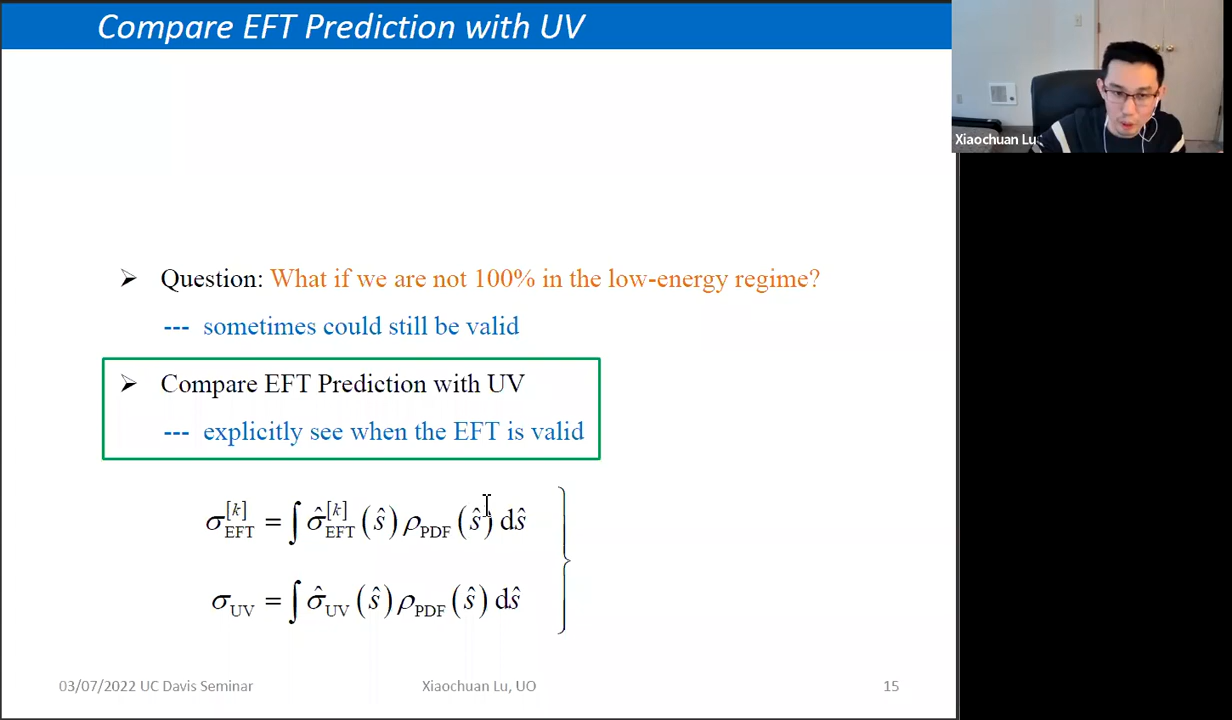 Compare EFT Prediction with UV
Xiaochuan Lu
➢ Question: What if we are not 100% in the low-energy regime?
--- sometimes could still be valid
➢ Compare EFT Prediction with UV
--- explicitly see when the EFT is valid
σ_EFT^[k] = ∫ σ̂_EFT^[k] (ŝ) ρ_PDF (ŝ) dŝ
σ_UV = ∫ σ̂_UV (ŝ) ρ_PDF (ŝ) dŝ
03/07/2022 UC Davis Seminar
Xiaochuan Lu, UO
15